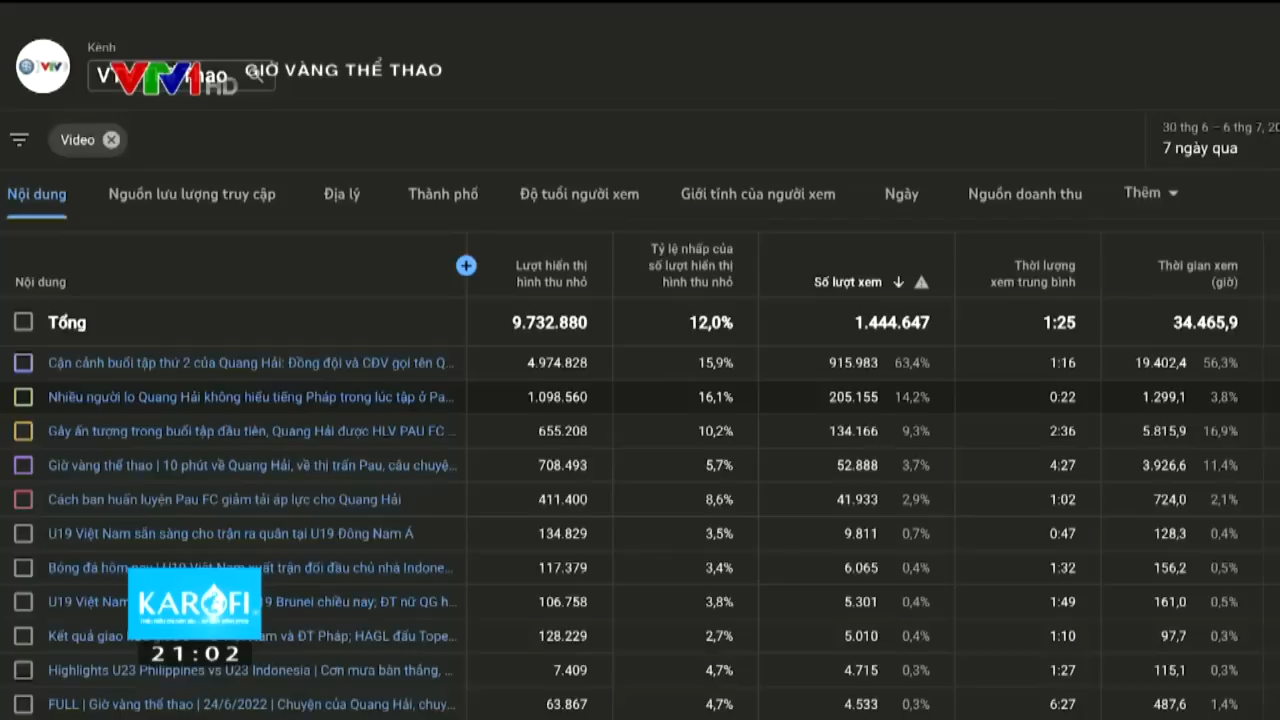 Kênh
VTV1 HD
GIỜ VÀNG THỂ THAO
Video
30 thg 6 – 6 thg 7,
7 ngày qua
Nội dung Nguồn lưu lượng truy cập Địa lý Thành phố Độ tuổi người xem Giới tính của người xem Ngày Nguồn doanh thu Thêm
Nội dung
Lượt hiển thị
hình thu nhỏ
Tỷ lệ nhấp của
số lượt hiển thị
hình thu nhỏ
Số lượt xem
Thời lượng
xem trung bình
Thời gian xem
(giờ)
Tổng 9.732.880 12,0% 1.444.647 1:25 34.465,9
Cận cảnh buổi tập thứ 2 của Quang Hải: Đồng đội và CĐV gọi tên Q... 4.974.828 15,9% 915.983 63,4% 1:16 19.402,4 56,3%
Nhiều người lo Quang Hải không hiểu tiếng Pháp trong lúc tập ở Pa... 1.098.560 16,1% 205.155 14,2% 0:22 1.299,1 3,8%
Gây ấn tượng trong buổi tập đầu tiên, Quang Hải được HLV PAU FC ... 655.208 10,2% 134.166 9,3% 2:36 5.815,9 16,9%
Giờ vàng thể thao | 10 phút về Quang Hải, về thị trấn Pau, câu chuyệ... 708.493 5,7% 52.888 3,7% 4:27 3.926,6 11,4%
Cách ban huấn luyện Pau FC giảm tải áp lực cho Quang Hải 411.400 8,6% 41.933 2,9% 1:02 724,0 2,1%
U19 Việt Nam sẵn sàng cho trận ra quân tại U19 Đông Nam Á 134.829 3,5% 9.811 0,7% 0:47 128,3 0,4%
Bóng đá hôm nay | U19 Việt Nam xuất trận đối đầu chủ nhà Indone... 117.379 3,4% 6.065 0,4% 1:32 156,2 0,5%
U19 Việt Nam 9 Brunei chiều nay; ĐT nữ QG h... 106.758 3,8% 5.301 0,4% 1:49 161,0 0,5%
Kết quả giao và ĐT Pháp; HAGL đấu Tope... 128.229 2,7% 5.010 0,4% 1:10 97,7 0,3%
Highlights U23 Philippines vs U23 Indonesia | Cơn mưa bàn thắng, ... 7.409 4,7% 4.715 0,3% 1:27 115,1 0,3%
FULL | Giờ vàng thể thao | 24/6/2022 | Chuyện của Quang Hải, chuy... 63.867 4,7% 4.533 0,3% 6:27 487,6 1,4%
KAROFI
21:02